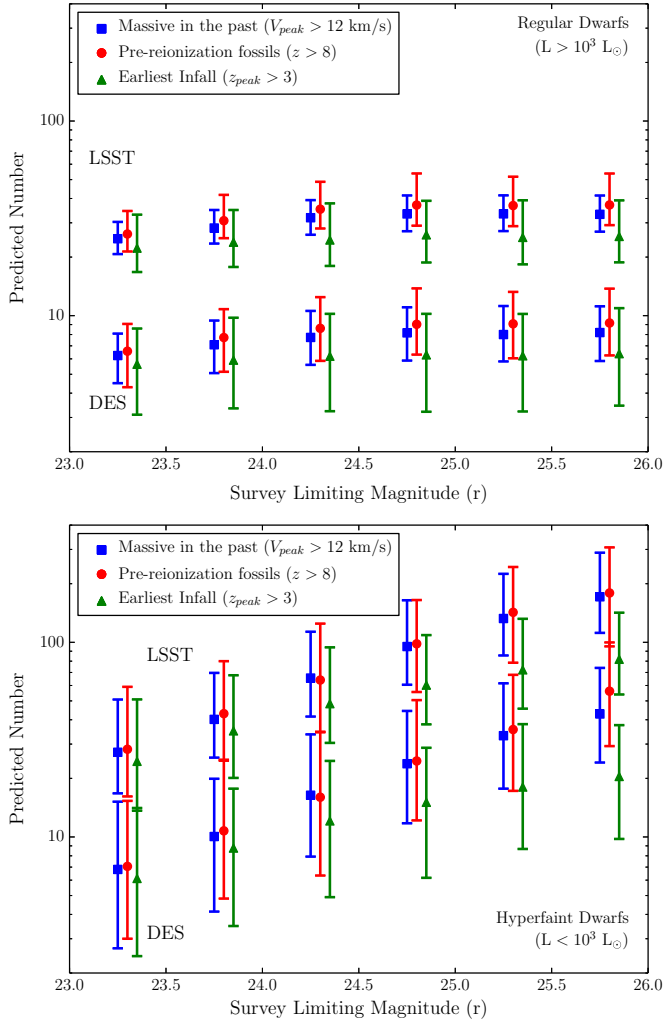 Massive in the past (V_peak > 12 km/s)
Pre-reionization fossils (z > 8)
Earliest Infall (z_peak > 3)
Regular Dwarfs
(L > 10³ L☉)
100
10
Predicted Number
LSST
DES
23.0 23.5 24.0 24.5 25.0 25.5 26.0
Survey Limiting Magnitude (r)
Massive in the past (V_peak > 12 km/s)
Pre-reionization fossils (z > 8)
Earliest Infall (z_peak > 3)
100
10
Predicted Number
LSST
DES
Hyperfaint Dwarfs
(L < 10³ L☉)
23.0 23.5 24.0 24.5 25.0 25.5 26.0
Survey Limiting Magnitude (r)